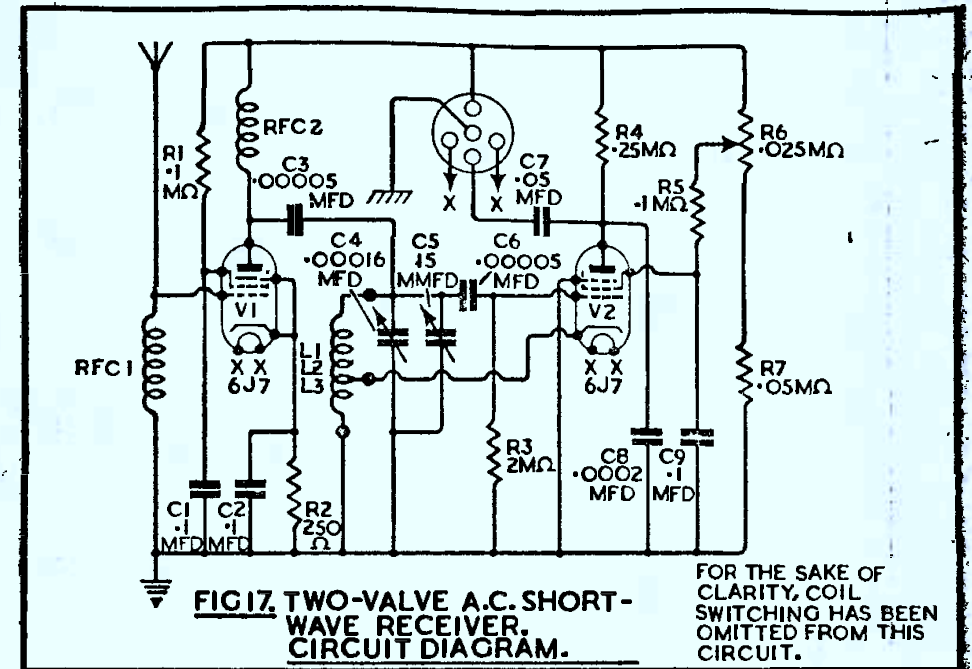 RFC2
R1
·1
MΩ
C3
·00005
MFD
X X
C7
·05
MFD
R4
·25MΩ
R6
·025MΩ
R5
·1MΩ
C4
·00016
MFD
C5
15
MMFD
C6
·00005
MFD
V1
X X
6J7
V2
X X
6J7
RFC1
L1
L2
L3
R7
·05MΩ
R3
2MΩ
C8
·0002
MFD
C9
·1
MFD
C1
·1
MFD
C2
·1
MFD
R2
250
Ω
FIG 17. TWO-VALVE A.C. SHORT-
WAVE RECEIVER.
CIRCUIT DIAGRAM.
FOR THE SAKE OF
CLARITY, COIL
SWITCHING HAS BEEN
OMITTED FROM THIS
CIRCUIT.